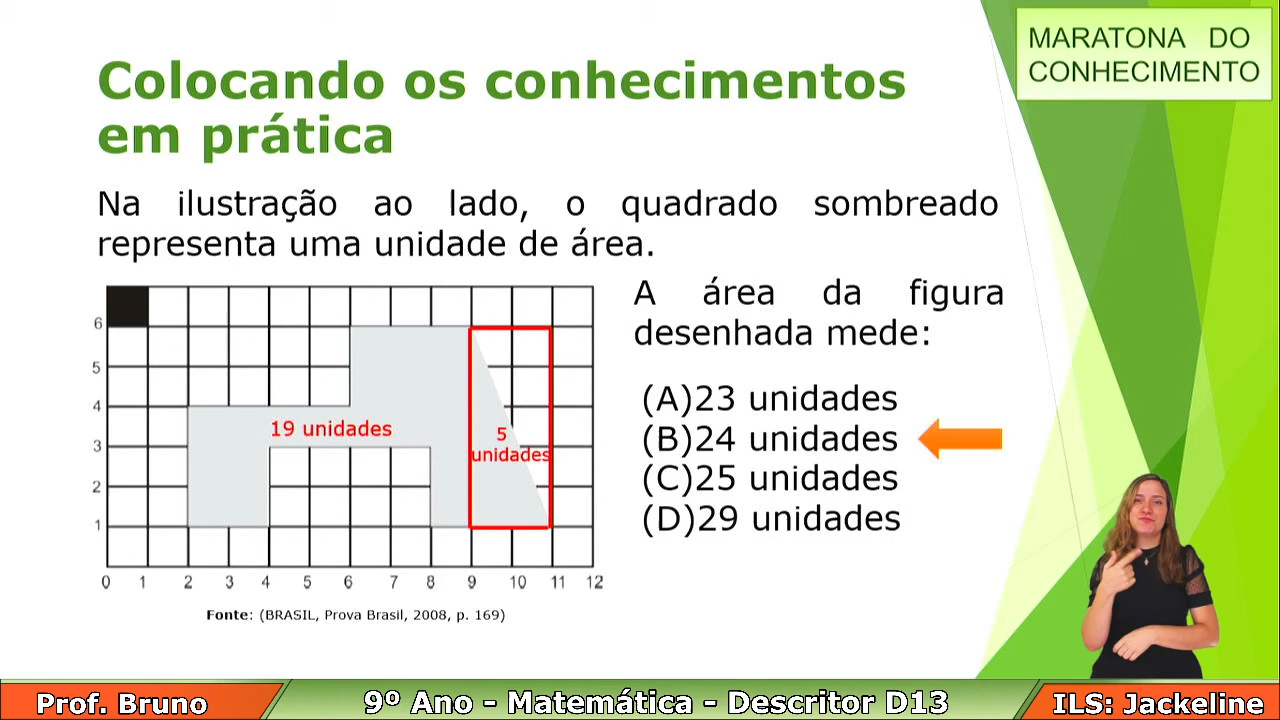 MARATONA DO
CONHECIMENTO
Colocando os conhecimentos
em prática
Na ilustração ao lado, o quadrado sombreado
representa uma unidade de área.
A área da figura
desenhada mede:
(A)23 unidades
(B)24 unidades
(C)25 unidades
(D)29 unidades
6
5
4
3
2
1
19 unidades
5
unidades
0 1 2 3 4 5 6 7 8 9 10 11 12
Fonte: (BRASIL, Prova Brasil, 2008, p. 169)
Prof. Bruno
9º Ano - Matemática - Descritor D13
ILS: Jackeline